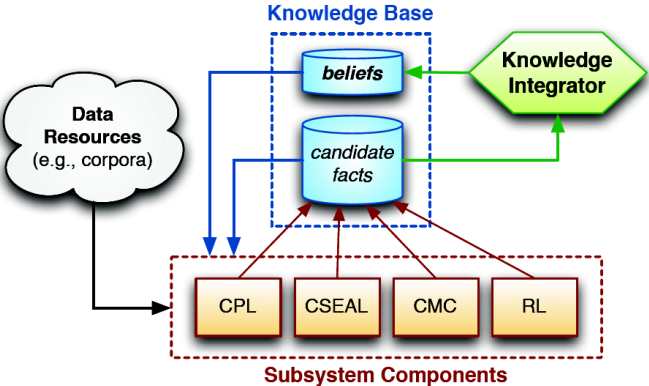 Knowledge Base
beliefs
Knowledge
Integrator
Data
Resources
(e.g., corpora)
candidate
facts
CPL
CSEAL
CMC
RL
Subsystem Components